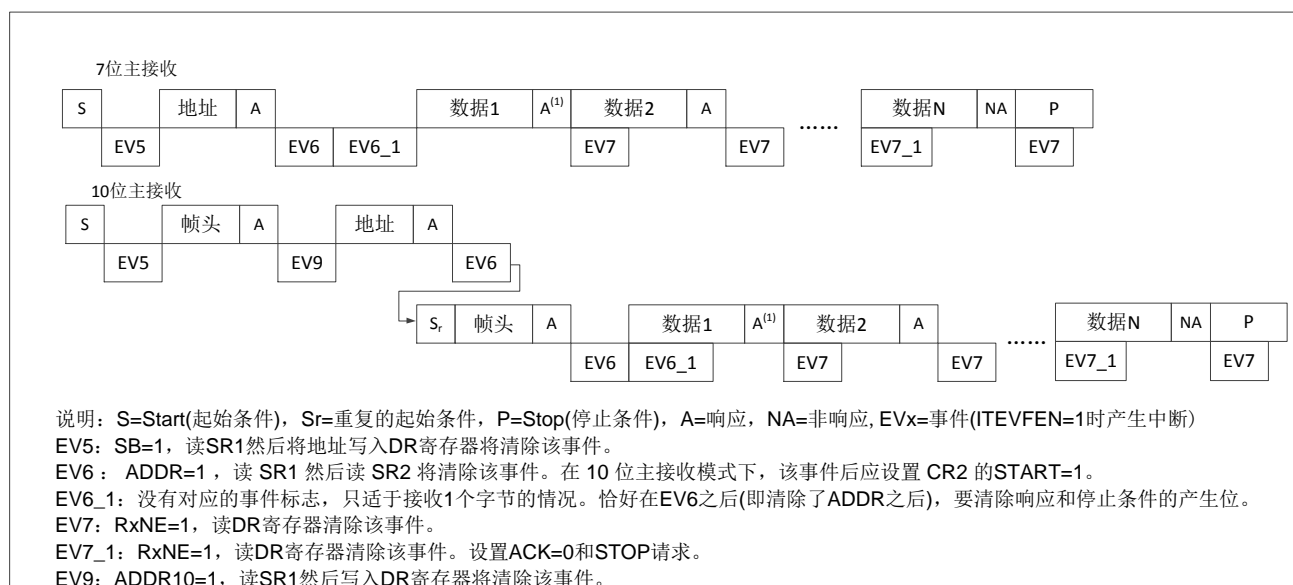 7位主接收
S 地址 A 数据1 A(1) 数据2 A …… 数据N NA P
EV5 EV6 EV6_1 EV7 EV7 EV7_1 EV7
10位主接收
S 帧头 A 地址 A
EV5 EV9 EV6
Sr 帧头 A 数据1 A(1) 数据2 A …… 数据N NA P
EV6 EV6_1 EV7 EV7 EV7_1 EV7
说明：S=Start(起始条件)，Sr=重复的起始条件，P=Stop(停止条件)，A=响应，NA=非响应, EVx=事件(ITEVFEN=1时产生中断)
EV5：SB=1，读SR1然后将地址写入DR寄存器将清除该事件。
EV6 ：ADDR=1 ，读 SR1 然后读 SR2 将清除该事件。在 10 位主接收模式下，该事件后应设置 CR2 的START=1。
EV6_1：没有对应的事件标志，只适于接收1个字节的情况。恰好在EV6之后(即清除了ADDR之后)，要清除响应和停止条件的产生位。
EV7：RxNE=1，读DR寄存器清除该事件。
EV7_1：RxNE=1，读DR寄存器清除该事件。设置ACK=0和STOP请求。
EV9：ADDR10=1，读SR1然后写入DR寄存器将清除该事件。